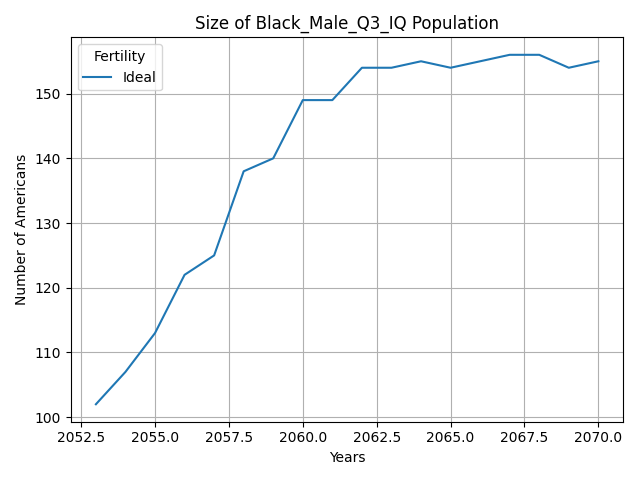 Size of Black_Male_Q3_IQ Population
Fertility
Ideal
Number of Americans
150
140
130
120
110
100
2052.5 2055.0 2057.5 2060.0 2062.5 2065.0 2067.5 2070.0
Years